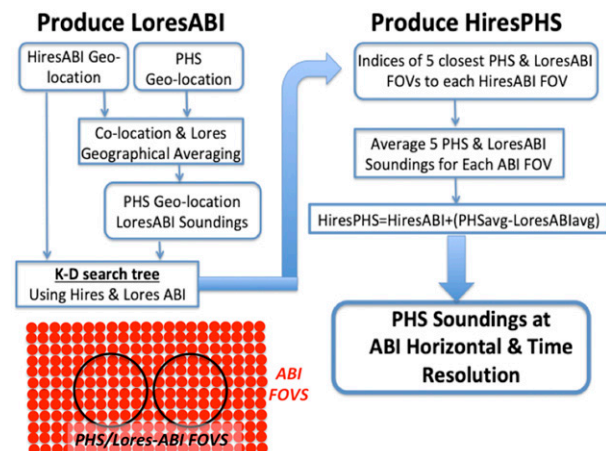 Produce LoresABI
HiresABI Geo-
location
PHS
Geo-location
Co-location & Lores
Geographical Averaging
PHS Geo-location
LoresABI Soundings
K-D search tree
Using Hires & Lores ABI
ABI
FOVS
PHS/Lores-ABI FOVS
Produce HiresPHS
Indices of 5 closest PHS & LoresABI
FOVs to each HiresABI FOV
Average 5 PHS & LoresABI
Soundings for Each ABI FOV
HiresPHS=HiresABI+(PHSavg-LoresABIavg)
PHS Soundings at
ABI Horizontal & Time
Resolution